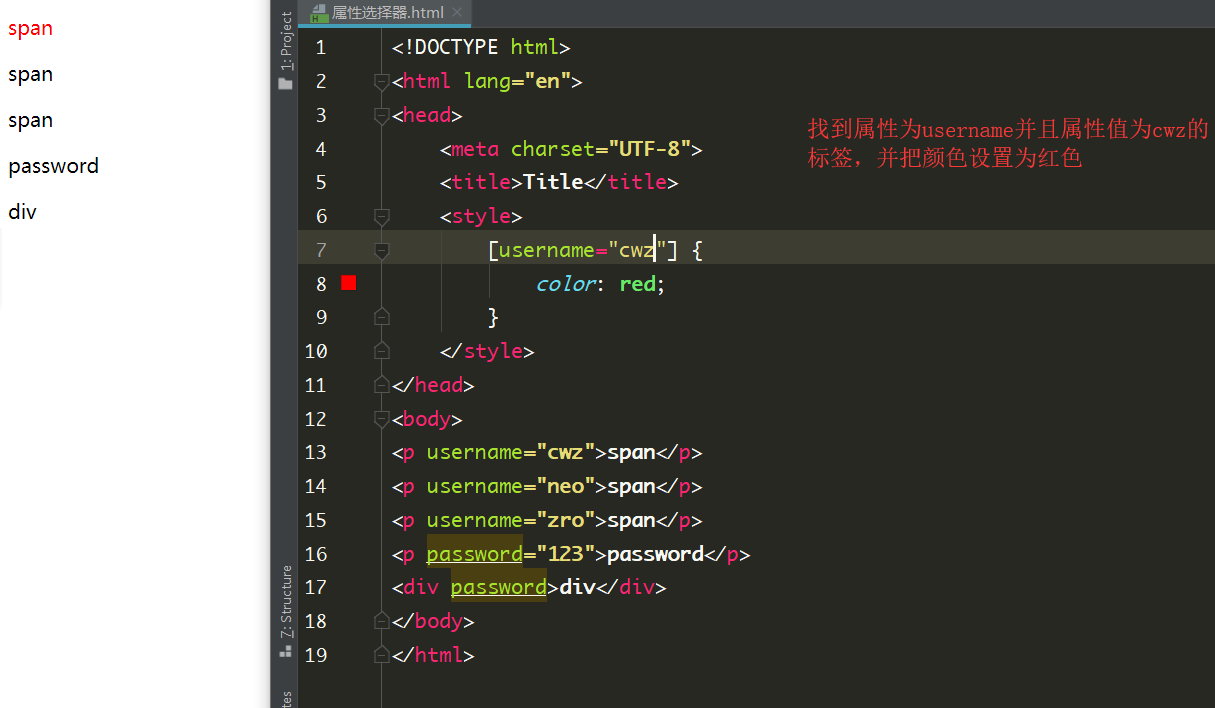 span
span
span
password
div
1: Project
7: Structure
tes
属性选择器.html
1 <!DOCTYPE html>
2 <html lang="en">
3 <head>
4 <meta charset="UTF-8">
5 <title>Title</title>
6 <style>
7 [username="cwz"] {
8 color: red;
9 }
10 </style>
11 </head>
12 <body>
13 <p username="cwz">span</p>
14 <p username="neo">span</p>
15 <p username="zro">span</p>
16 <p password="123">password</p>
17 <div password>div</div>
18 </body>
19 </html>
找到属性为username并且属性值为cwz的
标签，并把颜色设置为红色